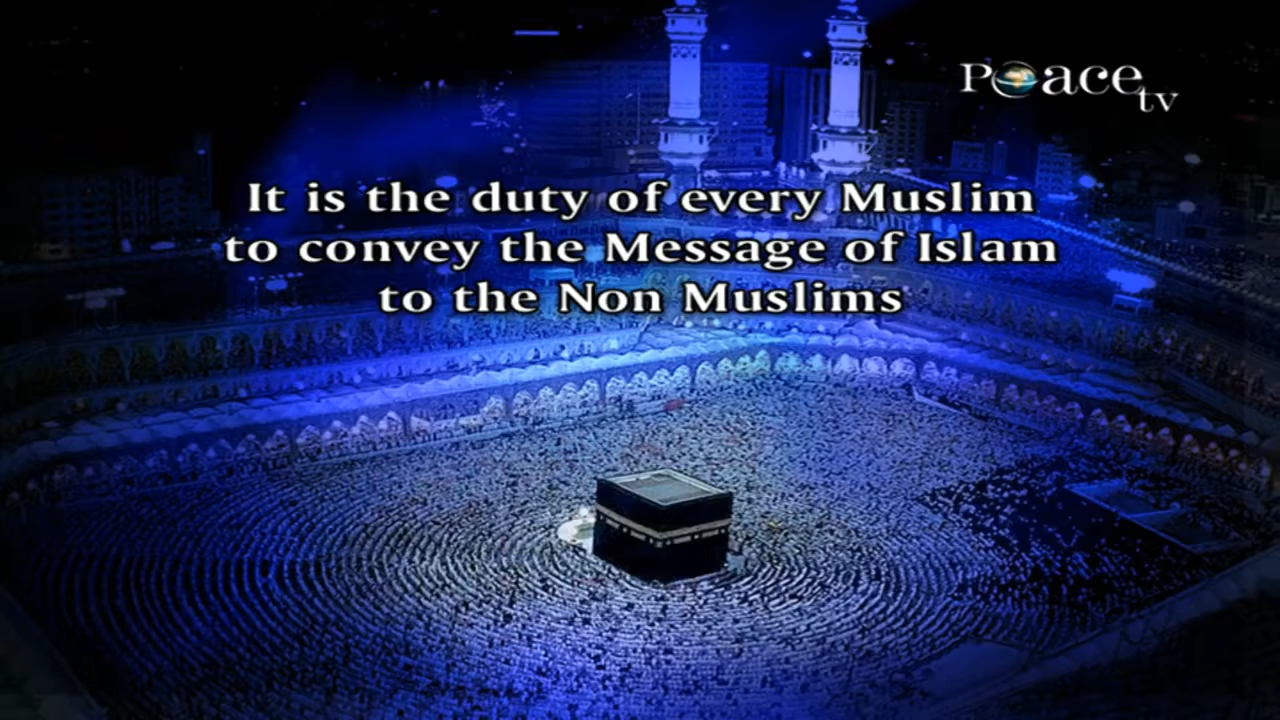 Peace tv
It is the duty of every Muslim
to convey the Message of Islam
to the Non Muslims